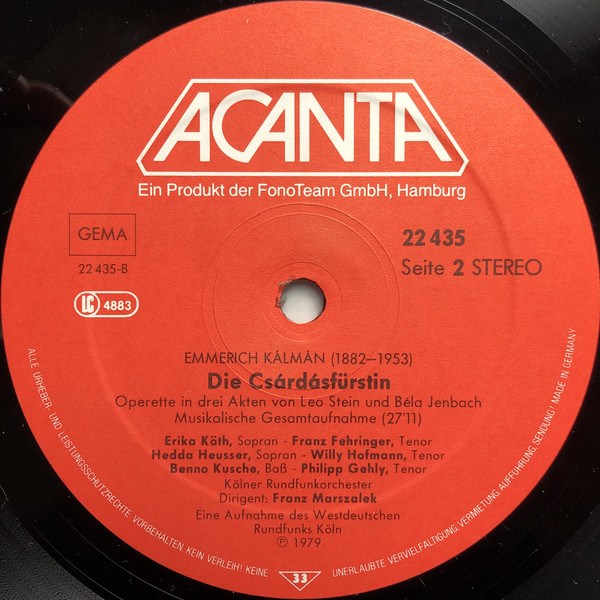 ACANTA
Ein Produkt der FonoTeam GmbH, Hamburg
GEMA
22 435-B
LC 4883
22 435
Seite 2 STEREO
EMMERICH KÁLMÁN (1882–1953)
Die Csárdásfürstin
Operette in drei Akten von Leo Stein und Béla Jenbach
Musikalische Gesamtaufnahme (27'11)
Erika Köth, Sopran - Franz Fehringer, Tenor
Hedda Heusser, Sopran - Willy Hofmann, Tenor
Benno Kusche, Baß - Philipp Gehly, Tenor
Kölner Rundfunkorchester
Dirigent: Franz Marszalek
Eine Aufnahme des Westdeutschen
Rundfunks Köln
℗ 1979
33
ALLE URHEBER- UND LEISTUNGSSCHUTZRECHTE VORBEHALTEN. KEIN VERLEIH! KEINE UNERLAUBTE VERVIELFÄLTIGUNG, VERMIETUNG, AUFFÜHRUNG, SENDUNG! MADE IN GERMANY